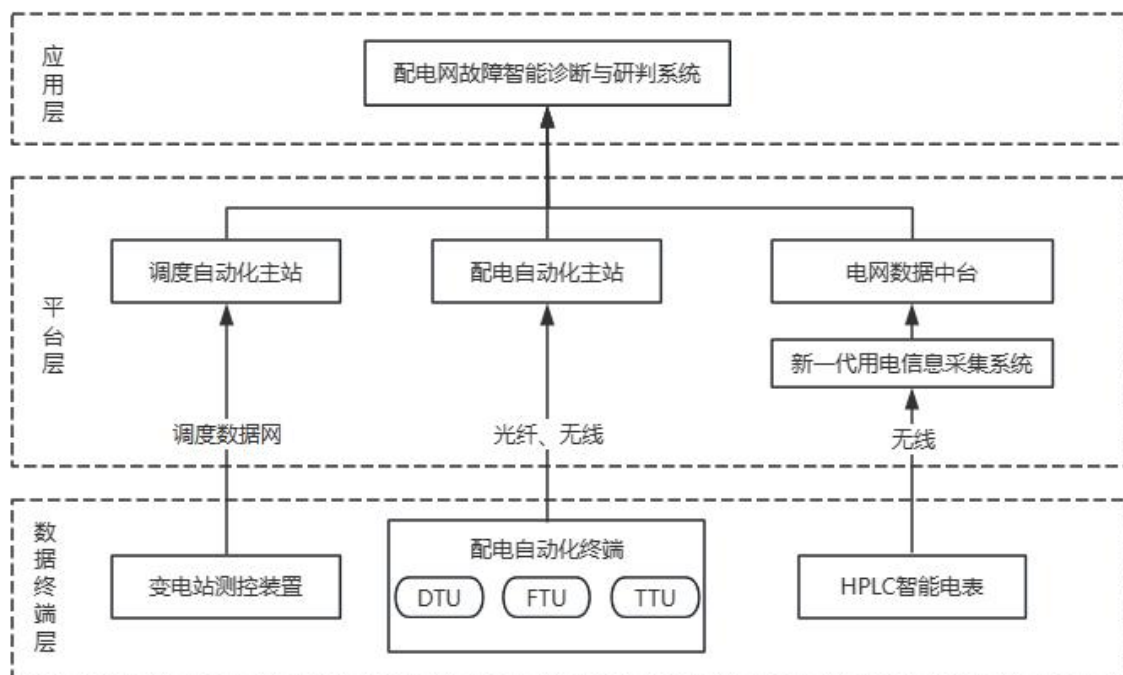 应用层
配电网故障智能诊断与研判系统
平台层
调度自动化主站
配电自动化主站
电网数据中台
新一代用电信息采集系统
调度数据网
光纤、无线
无线
数据终端层
变电站测控装置
配电自动化终端
DTU
FTU
TTU
HPLC智能电表